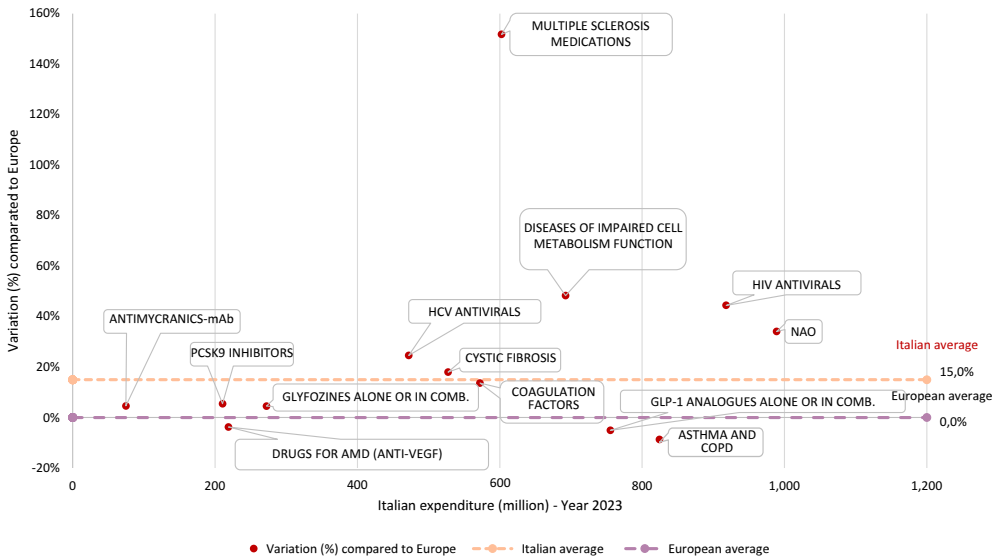 160%
140%
120%
100%
80%
60%
40%
20%
0%
-20%
Variation (%) comparated to Europe
MULTIPLE SCLEROSIS
MEDICATIONS
DISEASES OF IMPAIRED CELL
METABOLISM FUNCTION
HIV ANTIVIRALS
HCV ANTIVIRALS
ANTIMYCRANICS-mAb
NAO
PCSK9 INHIBITORS
CYSTIC FIBROSIS
Italian average
15,0%
GLYFOZINES ALONE OR IN COMB.
COAGULATION
FACTORS
GLP-1 ANALOGUES ALONE OR IN COMB.
European average
0,0%
DRUGS FOR AMD (ANTI-VEGF)
ASTHMA AND
COPD
0
200
400
600
800
1,000
1,200
Italian expenditure (million) - Year 2023
Variation (%) compared to Europe
Italian average
European average